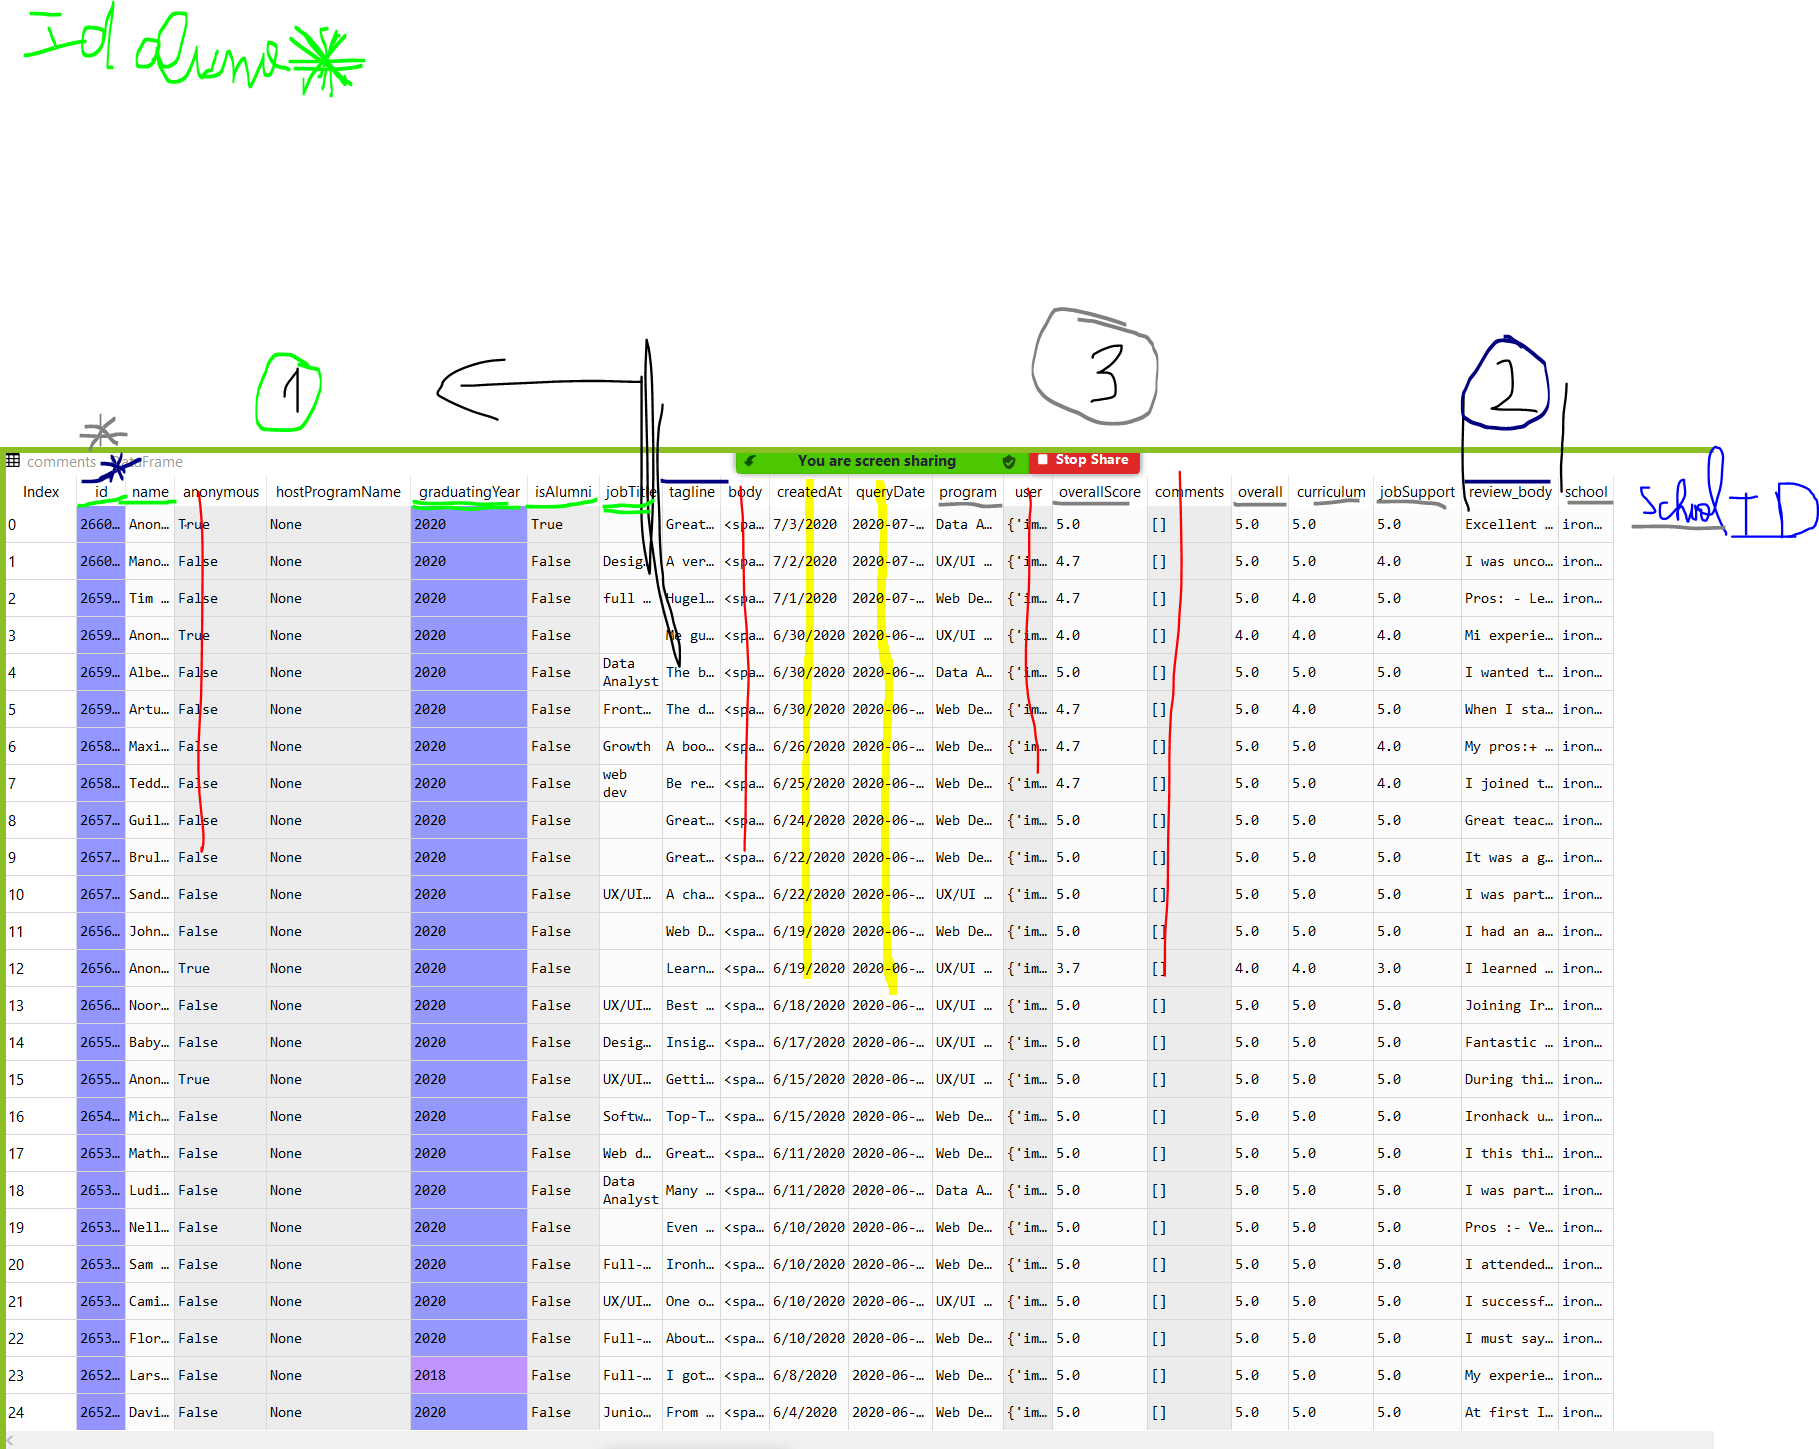 Id alumno*
1
3
2
*
comments - DataFrame
*
You are screen sharing
Stop Share
Index id name anonymous hostProgramName graduatingYear isAlumni jobTitle tagline body createdAt queryDate program user overallScore comments overall curriculum jobSupport review_body school
School ID
0 2660… Anon… True None 2020 True Great… <spa… 7/3/2020 2020-07-… Data A… {'im… 5.0 [] 5.0 5.0 5.0 Excellent … iron…
1 2660… Mano… False None 2020 False Desig… A ver… <spa… 7/2/2020 2020-07-… UX/UI … {'im… 4.7 [] 5.0 5.0 4.0 I was unco… iron…
2 2659… Tim … False None 2020 False full … Hugel… <spa… 7/1/2020 2020-07-… Web De… {'im… 4.7 [] 5.0 4.0 5.0 Pros: - Le… iron…
3 2659… Anon… True None 2020 False Me gu… <spa… 6/30/2020 2020-06-… UX/UI … {'im… 4.0 [] 4.0 4.0 4.0 Mi experie… iron…
4 2659… Albe… False None 2020 False Data Analyst The b… <spa… 6/30/2020 2020-06-… Data A… {'im… 5.0 [] 5.0 5.0 5.0 I wanted t… iron…
5 2659… Artu… False None 2020 False Front… The d… <spa… 6/30/2020 2020-06-… Web De… {'im… 4.7 [] 5.0 4.0 5.0 When I sta… iron…
6 2658… Maxi… False None 2020 False Growth A boo… <spa… 6/26/2020 2020-06-… Web De… {'im… 4.7 [] 5.0 5.0 4.0 My pros:+ … iron…
7 2658… Tedd… False None 2020 False web dev Be re… <spa… 6/25/2020 2020-06-… Web De… {'im… 4.7 [] 5.0 5.0 4.0 I joined t… iron…
8 2657… Guil… False None 2020 False Great… <spa… 6/24/2020 2020-06-… Web De… {'im… 5.0 [] 5.0 5.0 5.0 Great teac… iron…
9 2657… Brul… False None 2020 False Great… <spa… 6/22/2020 2020-06-… Web De… {'im… 5.0 [] 5.0 5.0 5.0 It was a g… iron…
10 2657… Sand… False None 2020 False UX/UI… A cha… <spa… 6/22/2020 2020-06-… UX/UI … {'im… 5.0 [] 5.0 5.0 5.0 I was part… iron…
11 2656… John… False None 2020 False Web D… <spa… 6/19/2020 2020-06-… Web De… {'im… 5.0 [] 5.0 5.0 5.0 I had an a… iron…
12 2656… Anon… True None 2020 False Learn… <spa… 6/19/2020 2020-06-… UX/UI … {'im… 3.7 [] 4.0 4.0 3.0 I learned … iron…
13 2656… Noor… False None 2020 False UX/UI… Best … <spa… 6/18/2020 2020-06-… UX/UI … {'im… 5.0 [] 5.0 5.0 5.0 Joining Ir… iron…
14 2655… Baby… False None 2020 False Desig… Insig… <spa… 6/17/2020 2020-06-… UX/UI … {'im… 5.0 [] 5.0 5.0 5.0 Fantastic … iron…
15 2655… Anon… True None 2020 False UX/UI… Getti… <spa… 6/15/2020 2020-06-… UX/UI … {'im… 5.0 [] 5.0 5.0 5.0 During thi… iron…
16 2654… Mich… False None 2020 False Softw… Top-T… <spa… 6/15/2020 2020-06-… Web De… {'im… 5.0 [] 5.0 5.0 5.0 Ironhack u… iron…
17 2653… Math… False None 2020 False Web d… Great… <spa… 6/11/2020 2020-06-… Web De… {'im… 5.0 [] 5.0 5.0 5.0 I this thi… iron…
18 2653… Ludi… False None 2020 False Data Analyst Many … <spa… 6/11/2020 2020-06-… Data A… {'im… 5.0 [] 5.0 5.0 5.0 I was part… iron…
19 2653… Nell… False None 2020 False Even … <spa… 6/10/2020 2020-06-… Web De… {'im… 5.0 [] 5.0 5.0 5.0 Pros :- Ve… iron…
20 2653… Sam … False None 2020 False Full-… Ironh… <spa… 6/10/2020 2020-06-… Web De… {'im… 5.0 [] 5.0 5.0 5.0 I attended… iron…
21 2653… Cami… False None 2020 False UX/UI… One o… <spa… 6/10/2020 2020-06-… UX/UI … {'im… 5.0 [] 5.0 5.0 5.0 I successf… iron…
22 2653… Flor… False None 2020 False Full-… About… <spa… 6/10/2020 2020-06-… Web De… {'im… 5.0 [] 5.0 5.0 5.0 I must say… iron…
23 2652… Lars… False None 2018 False Full-… I got… <spa… 6/8/2020 2020-06-… Web De… {'im… 5.0 [] 5.0 5.0 5.0 My experie… iron…
24 2652… Davi… False None 2020 False Junio… From … <spa… 6/4/2020 2020-06-… Web De… {'im… 5.0 [] 5.0 5.0 5.0 At first I… iron…